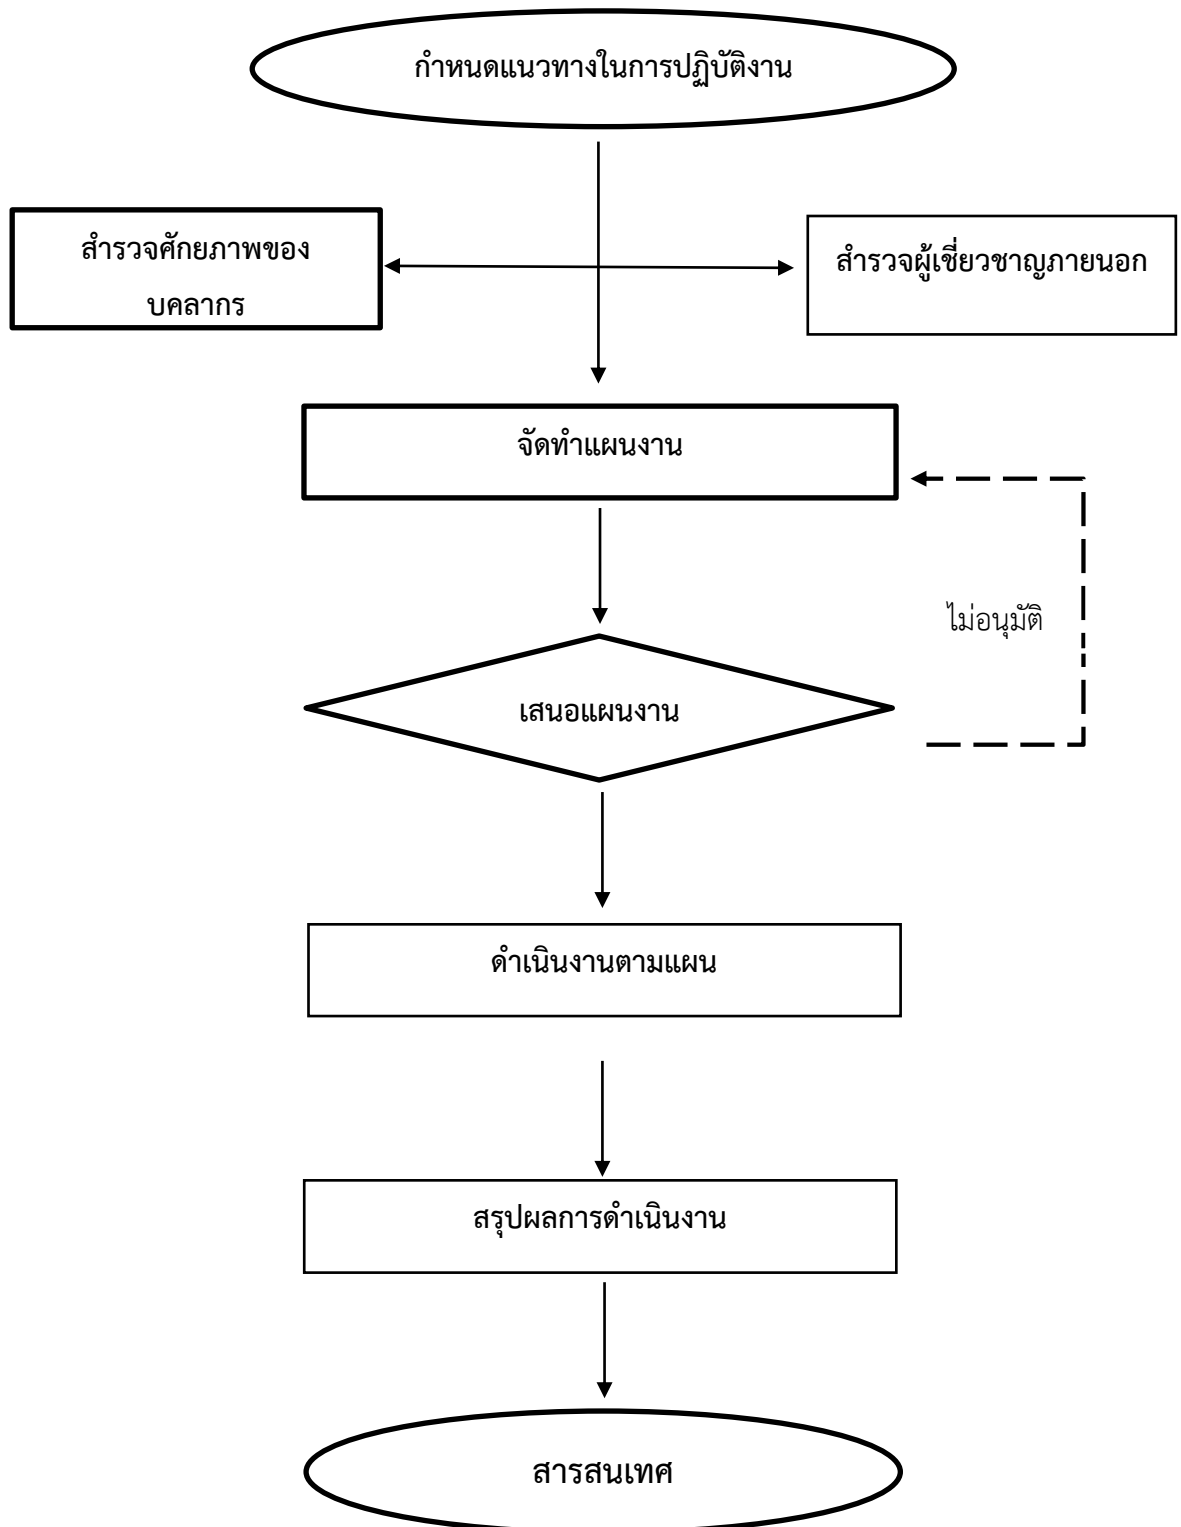 กำหนดแนวทางในการปฏิบัติงาน
สำรวจศักยภาพของ
บคลากร
สำรวจผู้เชี่ยวชาญภายนอก
จัดทำแผนงาน
ไม่อนุมัติ
เสนอแผนงาน
ดำเนินงานตามแผน
สรุปผลการดำเนินงาน
สารสนเทศ